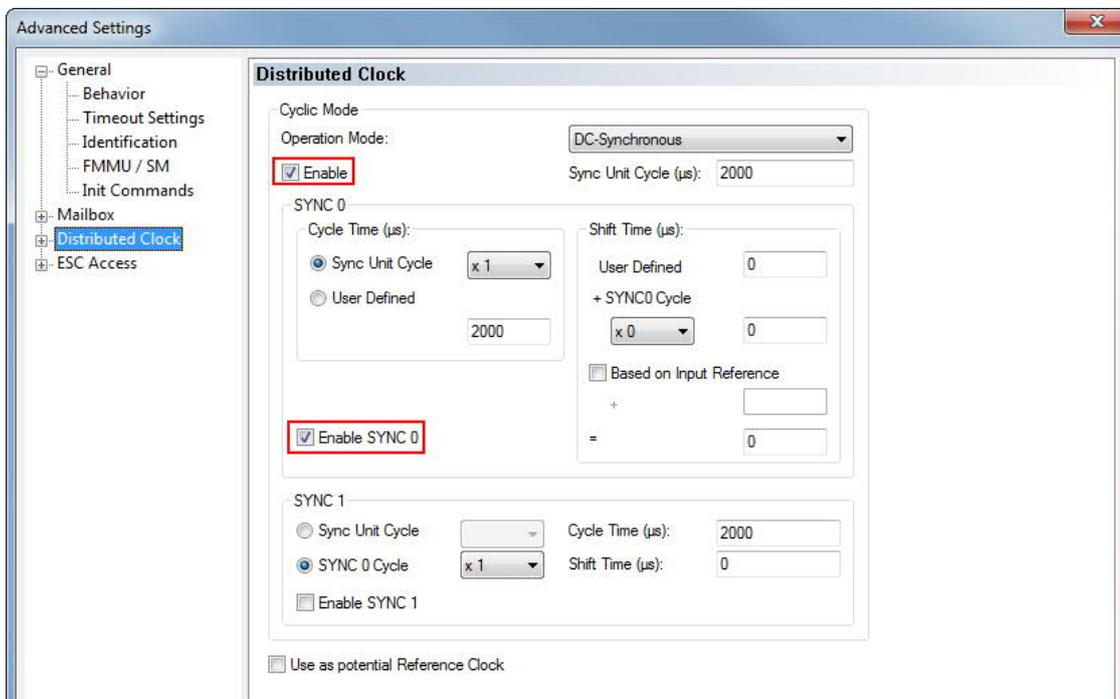 Advanced Settings
x
General
Behavior
Timeout Settings
Identification
FMMU / SM
Init Commands
Mailbox
Distributed Clock
ESC Access
Distributed Clock
Cyclic Mode
Operation Mode: DC-Synchronous
Enable Sync Unit Cycle (µs): 2000
SYNC 0
Cycle Time (µs):
Sync Unit Cycle x 1
User Defined
2000
Enable SYNC 0
Shift Time (µs):
User Defined 0
+ SYNC0 Cycle
x 0 0
Based on Input Reference
+
= 0
SYNC 1
Sync Unit Cycle Cycle Time (µs): 2000
SYNC 0 Cycle x 1 Shift Time (µs): 0
Enable SYNC 1
Use as potential Reference Clock